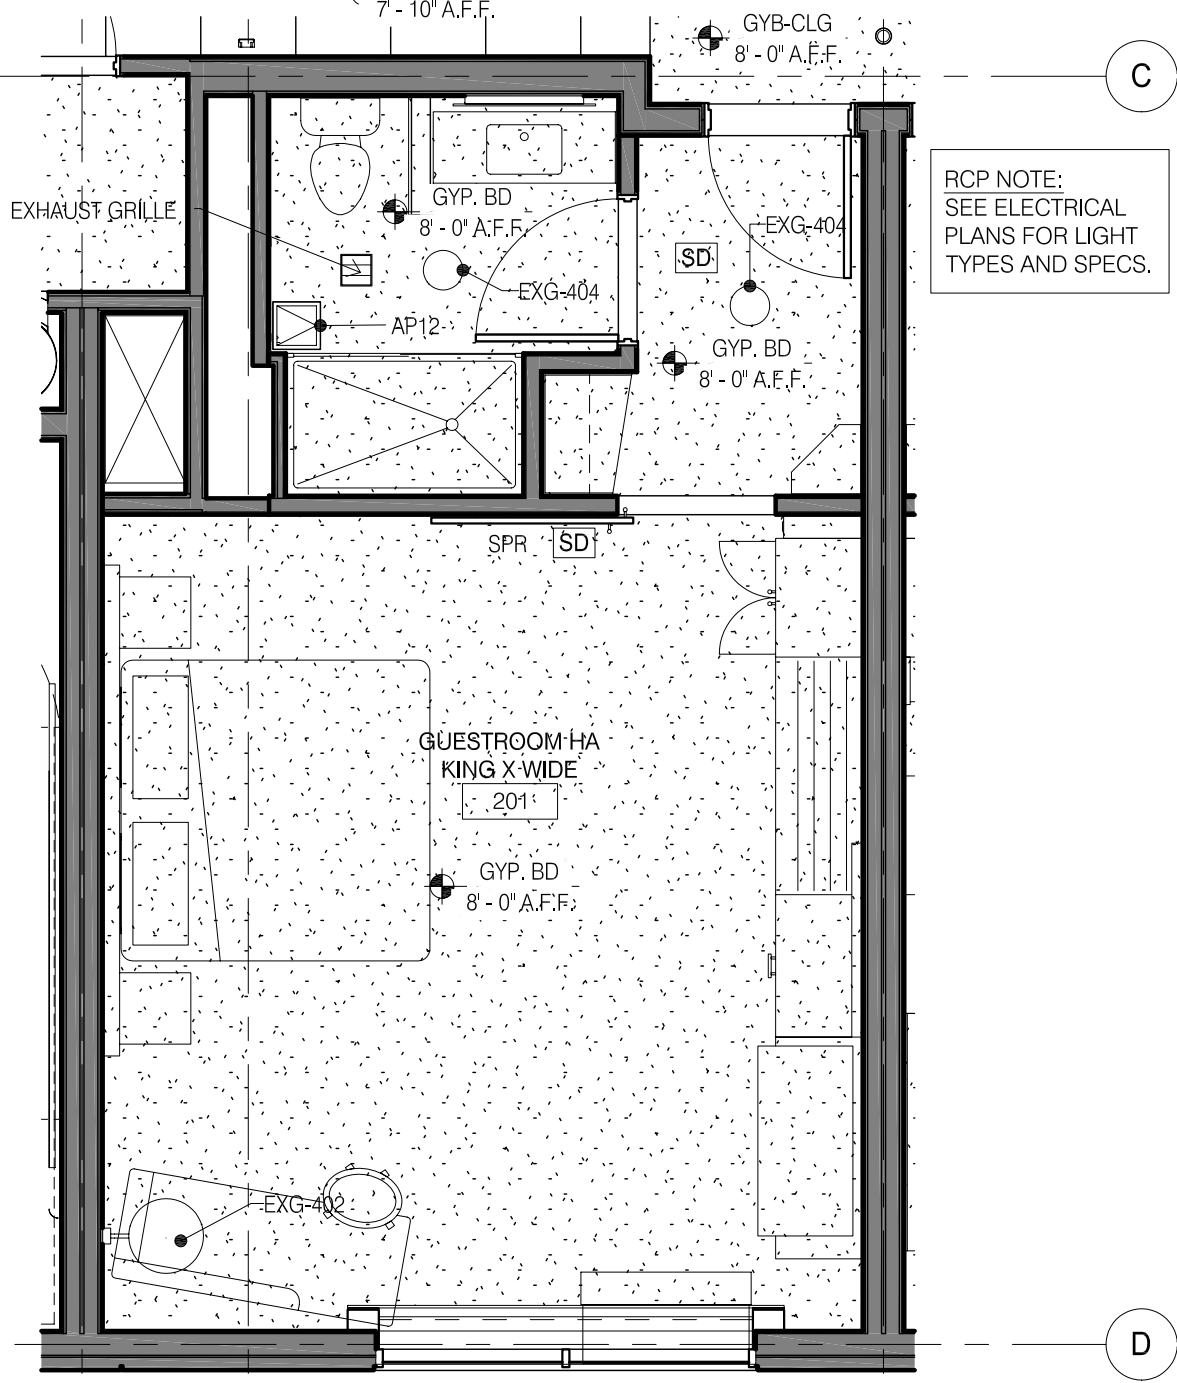 7' - 10" A.F.F.
GYB-CLG
8' - 0" A.F.F.
C
RCP NOTE:
SEE ELECTRICAL
PLANS FOR LIGHT
TYPES AND SPECS.
EXHAUST GRILLE
GYP. BD
8' - 0" A.F.F.
EXG-404
SD
EXG-404
AP12
GYP. BD
8' - 0" A.F.F.
SPR
SD
GUESTROOM HA
KING X-WIDE
201
GYP. BD
8' - 0" A.F.F.
EXG-402
D